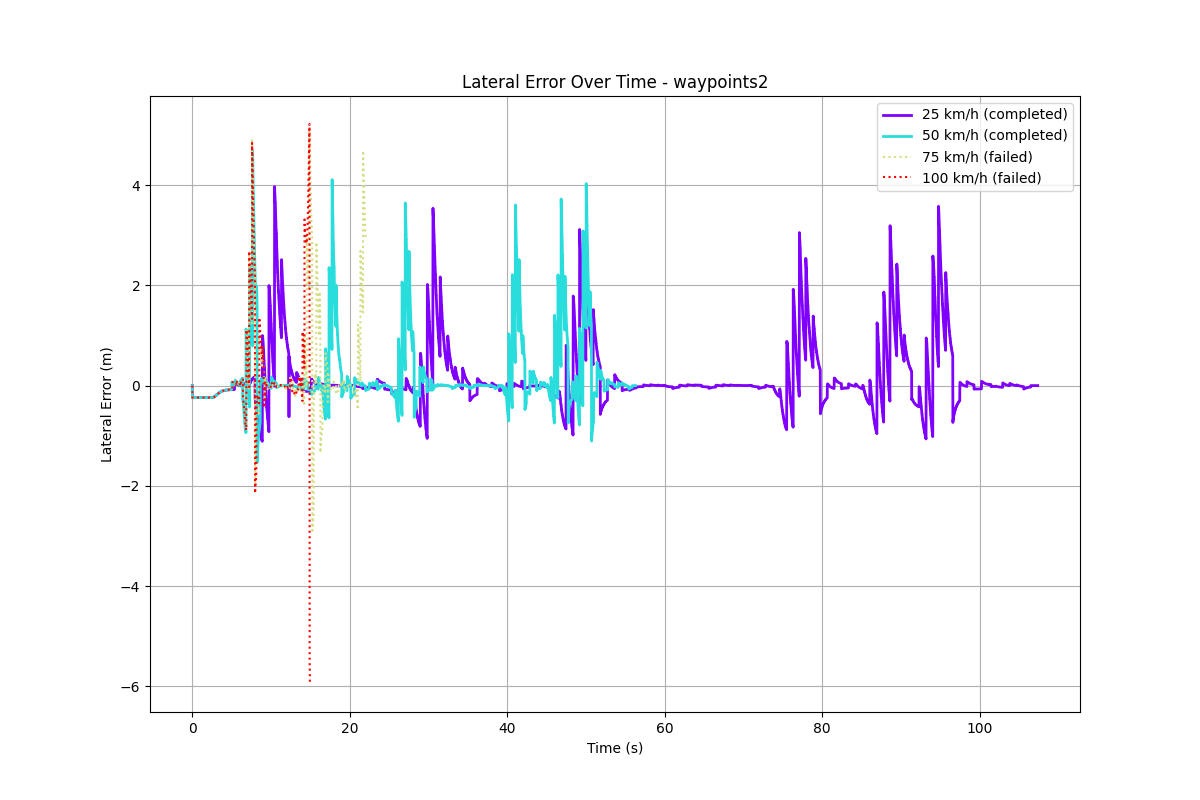 Lateral Error Over Time - waypoints2
25 km/h (completed)
50 km/h (completed)
75 km/h (failed)
100 km/h (failed)
Lateral Error (m)
4
2
0
−2
−4
−6
0 20 40 60 80 100
Time (s)